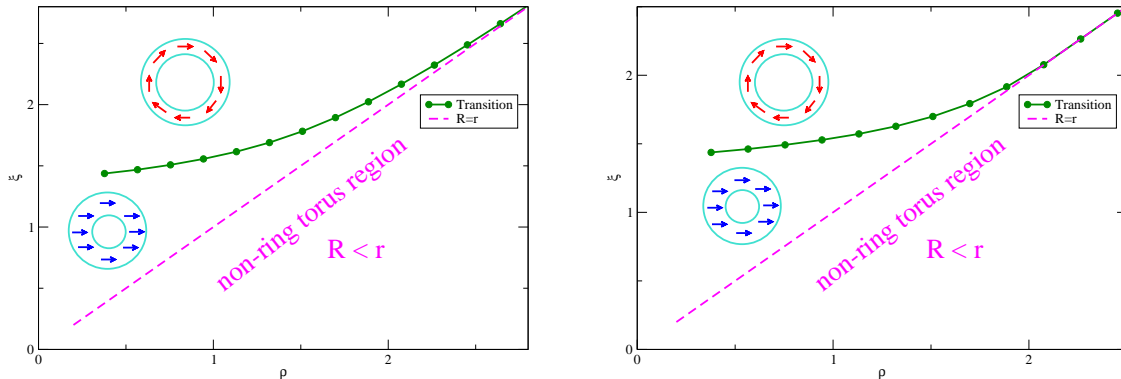 2
1
0
ξ
0
1
2
ρ
Transition
R=r
non-ring torus region
R < r
2
1
0
ξ
0
1
2
ρ
Transition
R=r
non-ring torus region
R < r